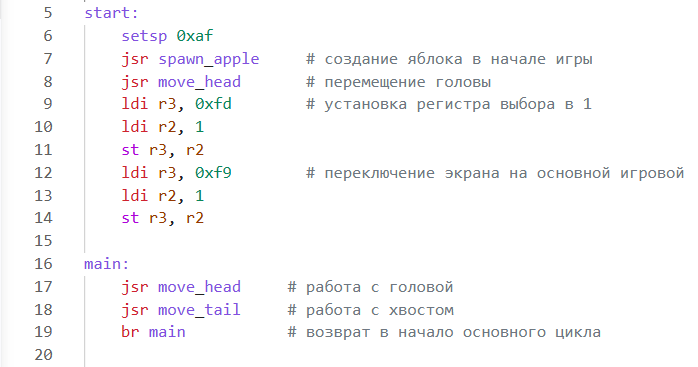 5 start:
6 setsp 0xaf
7 jsr spawn_apple # создание яблока в начале игры
8 jsr move_head # перемещение головы
9 ldi r3, 0xfd # установка регистра выбора в 1
10 ldi r2, 1
11 st r3, r2
12 ldi r3, 0xf9 # переключение экрана на основной игровой
13 ldi r2, 1
14 st r3, r2
15
16 main:
17 jsr move_head # работа с головой
18 jsr move_tail # работа с хвостом
19 br main # возврат в начало основного цикла
20